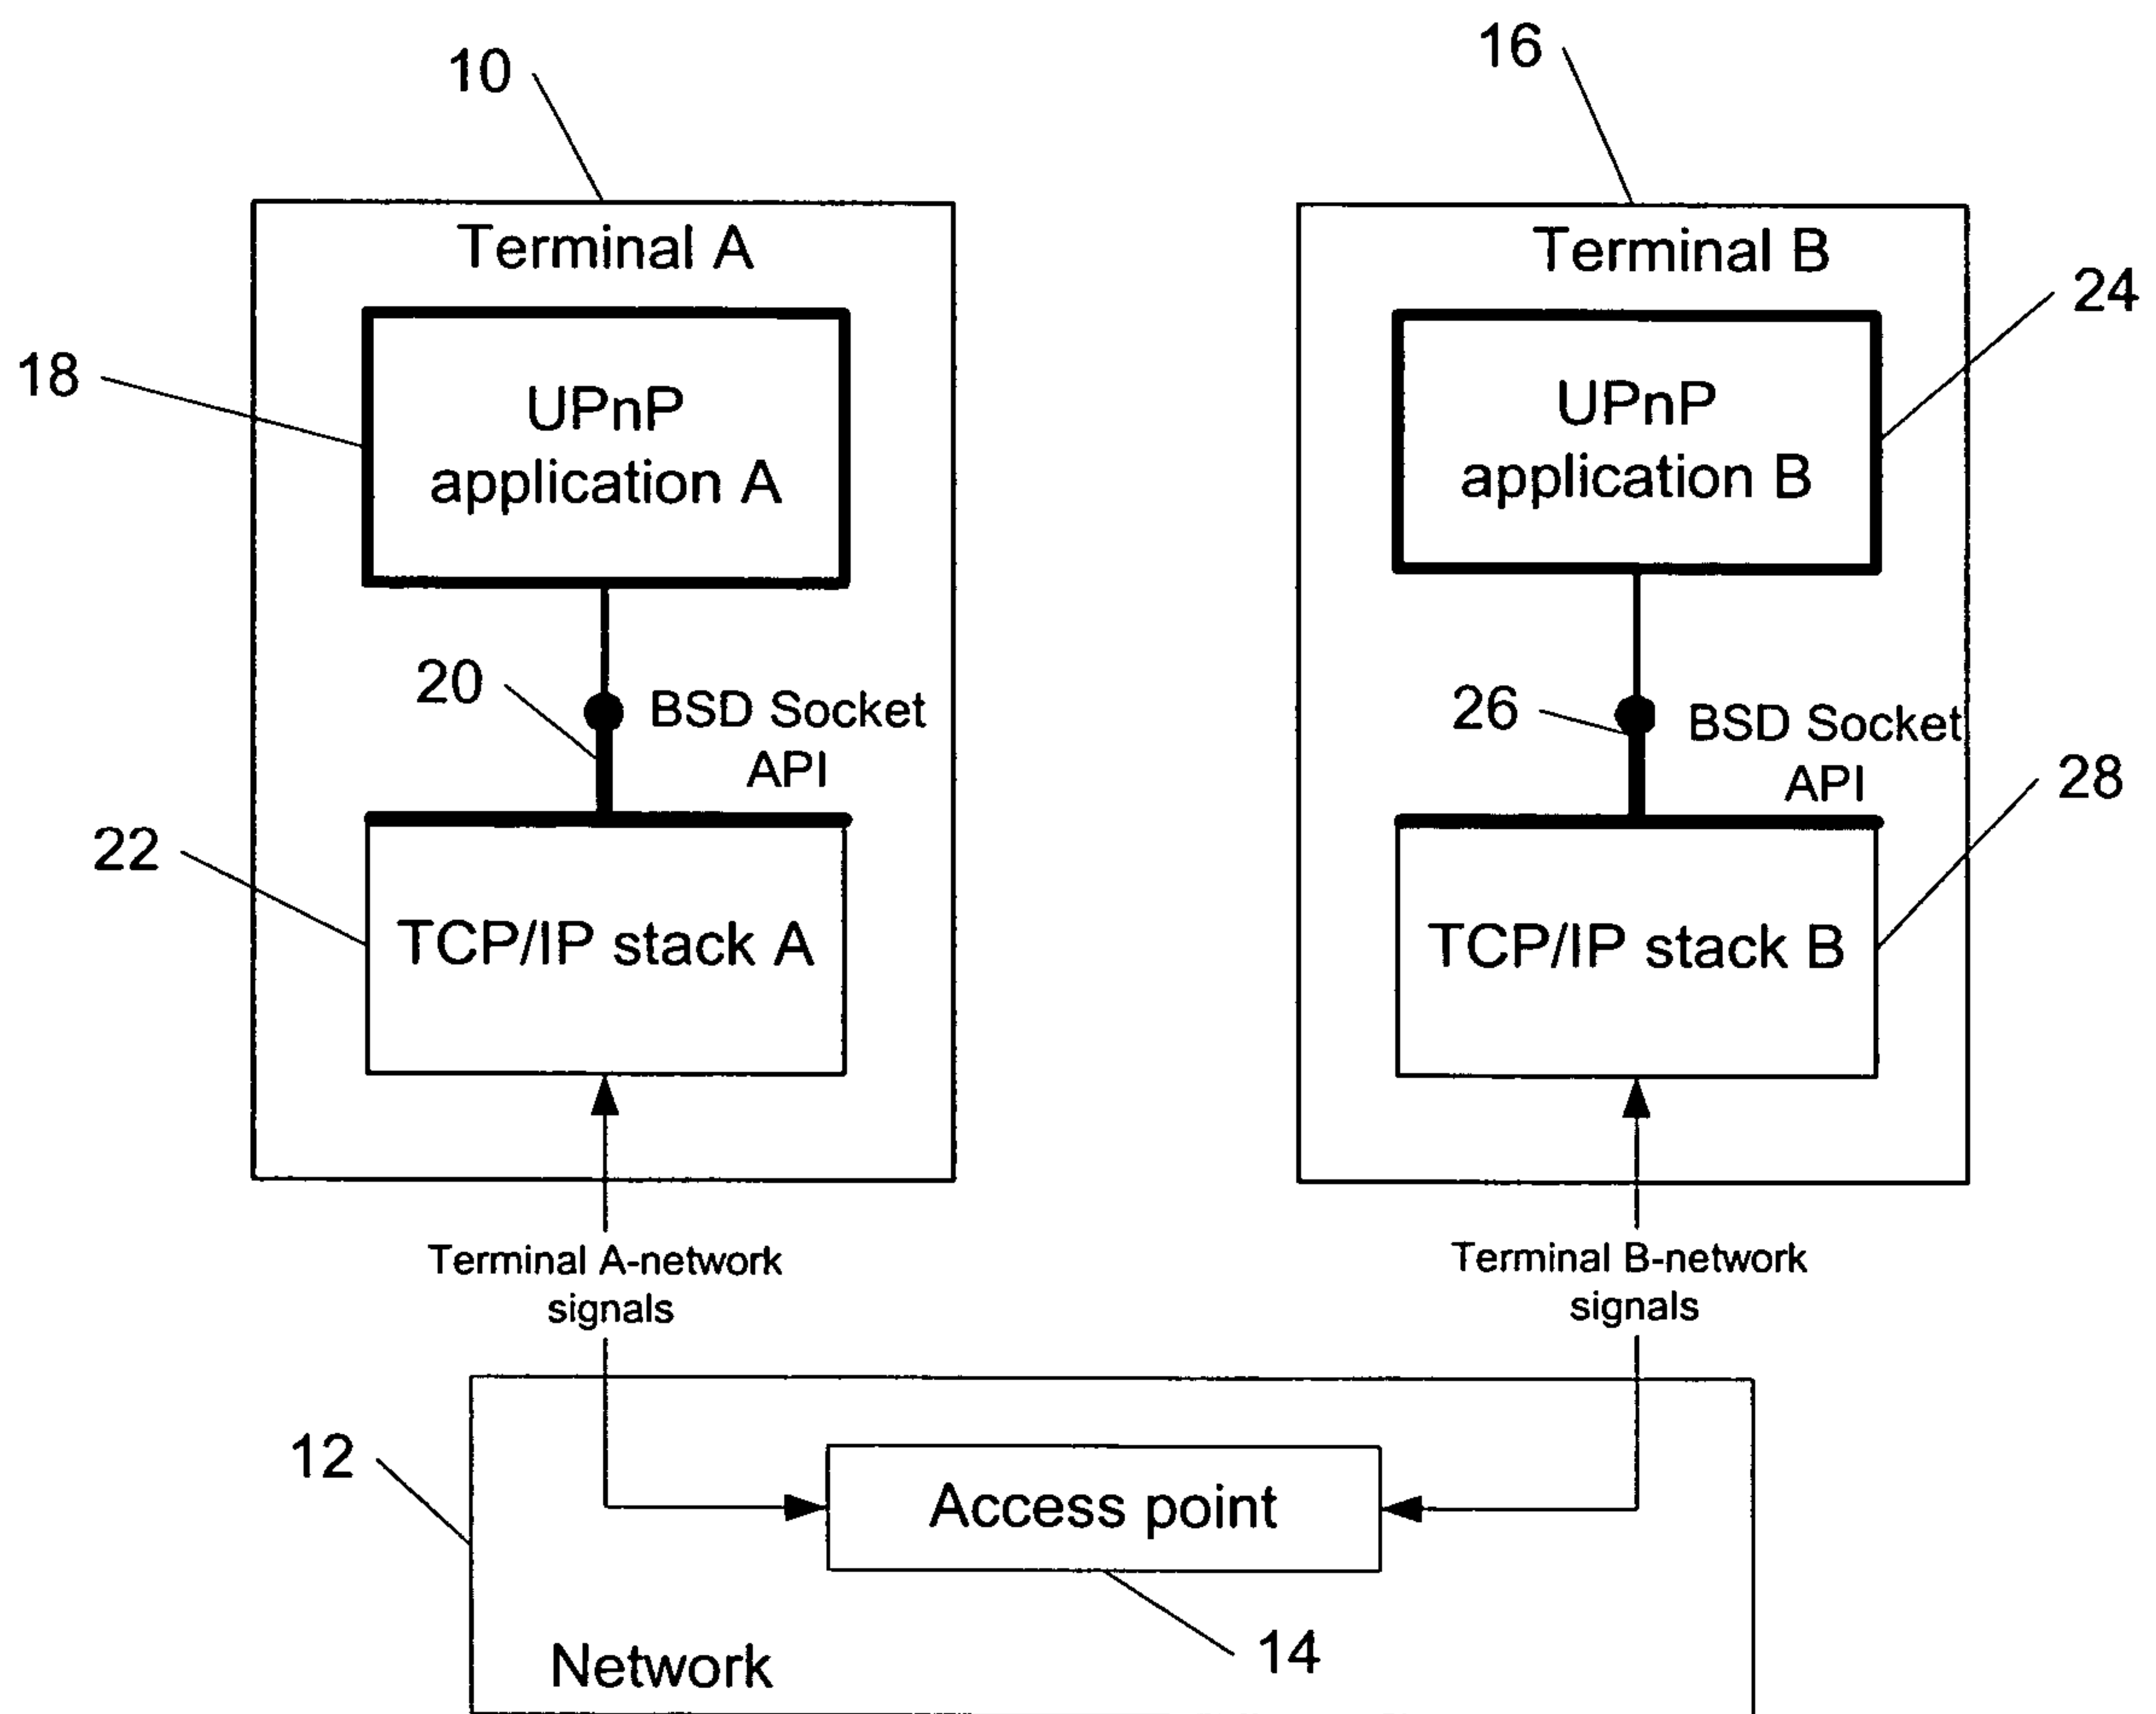 10
16
Terminal A
Terminal B
24
18
UPnP
application A
UPnP
application B
20
BSD Socket
API
26
BSD Socket
API
28
22
TCP/IP stack A
TCP/IP stack B
Terminal A-network
signals
Terminal B-network
signals
12
Access point
14
Network